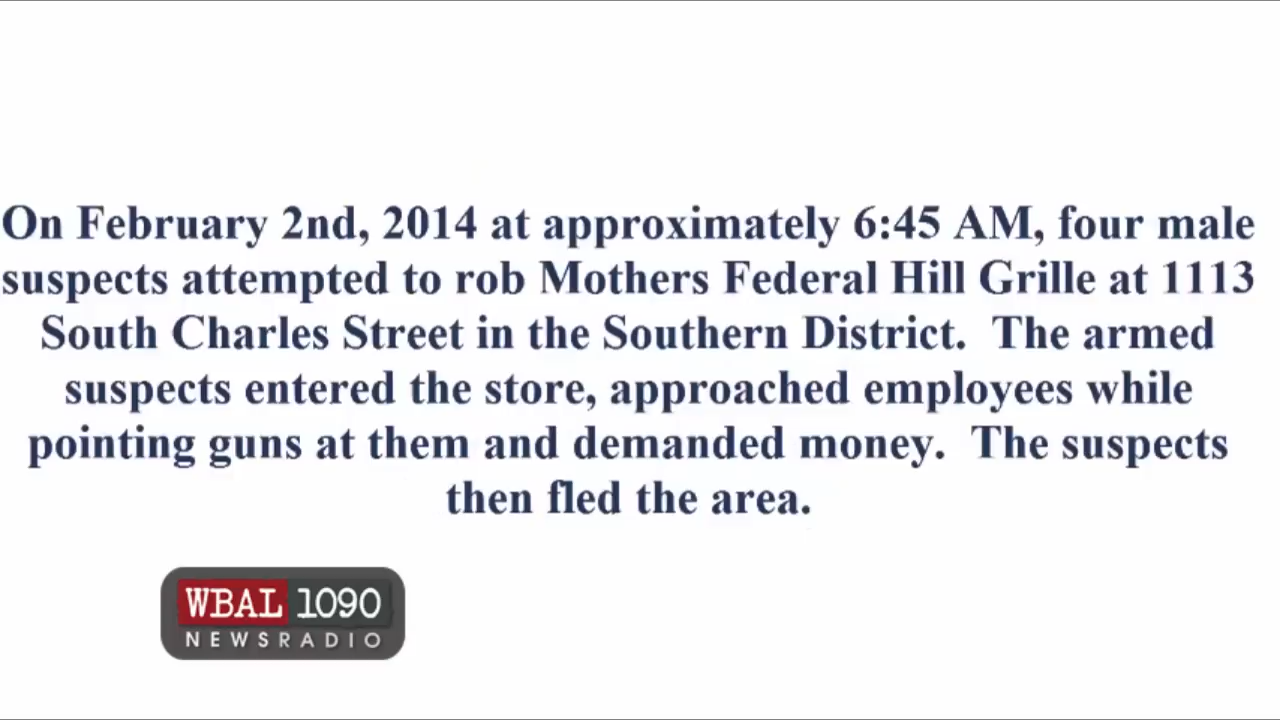 On February 2nd, 2014 at approximately 6:45 AM, four male
suspects attempted to rob Mothers Federal Hill Grille at 1113
South Charles Street in the Southern District.  The armed
suspects entered the store, approached employees while
pointing guns at them and demanded money.  The suspects
then fled the area.
WBAL 1090
NEWSRADIO